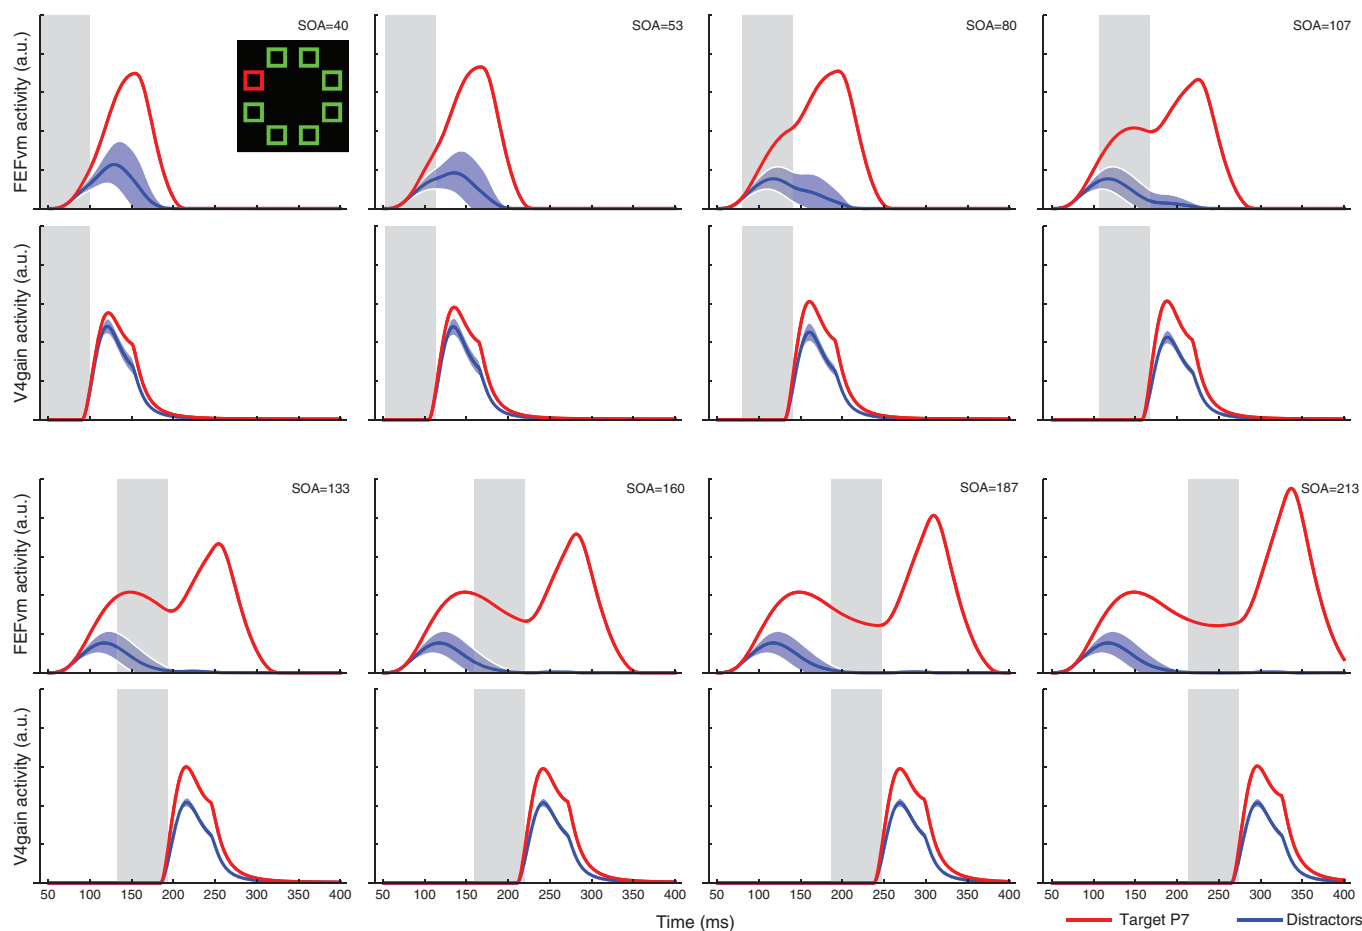 SOA=40
SOA=53
SOA=80
SOA=107
FEFvm activity (a.u.)
V4gain activity (a.u.)
SOA=133
SOA=160
SOA=187
SOA=213
FEFvm activity (a.u.)
V4gain activity (a.u.)
50 100 150 200 250 300 350 400
50 100 150 200 250 300 350 400
50 100 150 200 250 300 350 400
50 100 150 200 250 300 350 400
Time (ms)
Target P7
Distractors